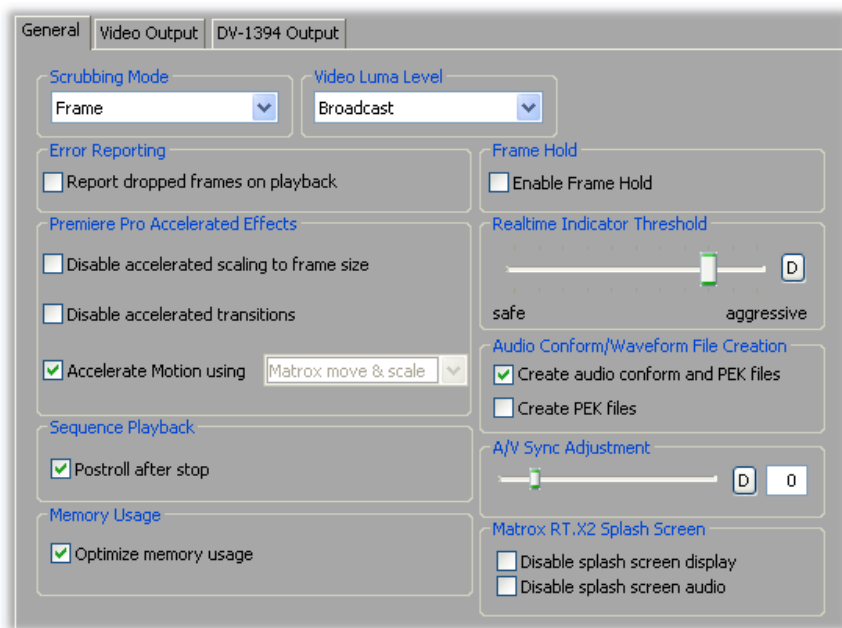 General
Video Output
DV-1394 Output
Scrubbing Mode
Frame
Video Luma Level
Broadcast
Error Reporting
Report dropped frames on playback
Frame Hold
Enable Frame Hold
Premiere Pro Accelerated Effects
Disable accelerated scaling to frame size
Disable accelerated transitions
Accelerate Motion using
Matrox move & scale
Realtime Indicator Threshold
D
safe
aggressive
Audio Conform/Waveform File Creation
Create audio conform and PEK files
Create PEK files
Sequence Playback
Postroll after stop
A/V Sync Adjustment
D
0
Memory Usage
Optimize memory usage
Matrox RT.X2 Splash Screen
Disable splash screen display
Disable splash screen audio